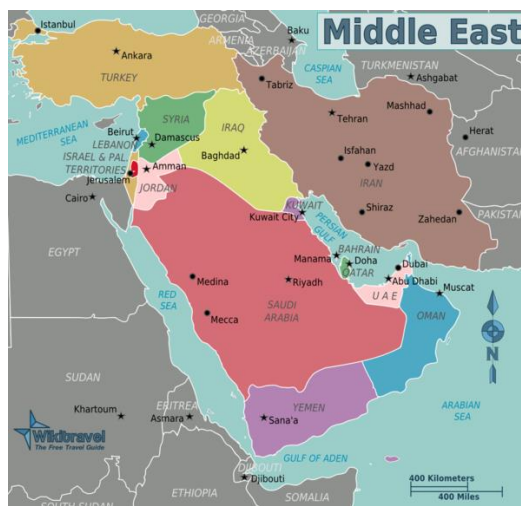 Middle East
GEORGIA
Istanbul
Baku
ARMENIA
AZERBAIJAN
Ankara
CASPIAN
SEA
TURKMENISTAN
TURKEY
Ashgabat
Tabriz
Mashhad
Tehran
SYRIA
MEDITERRANEAN
SEA
Beirut
LEBANON
Damascus
IRAQ
Herat
AFGHANISTAN
ISRAEL & PAL.
TERRITORIES
Baghdad
Isfahan
Yazd
Amman
IRAN
Jerusalem
JORDAN
Cairo
KUWAIT
Kuwait City
Shiraz
Zahedan
PAKISTAN
PERSIAN
GULF
EGYPT
BAHRAIN
Manama
Doha
Dubai
QATAR
Medina
Riyadh
Abu Dhabi
Muscat
RED
SEA
SAUDI
ARABIA
U A E
OMAN
Mecca
N
SUDAN
YEMEN
ARABIAN
SEA
Khartoum
ERITREA
Asmara
Sana'a
Wikitravel
The Free Travel Guide
GULF OF ADEN
DJIBOUTI
Djibouti
400 Kilometers
400 Miles
ETHIOPIA
SOMALIA
SOUTH SUDAN